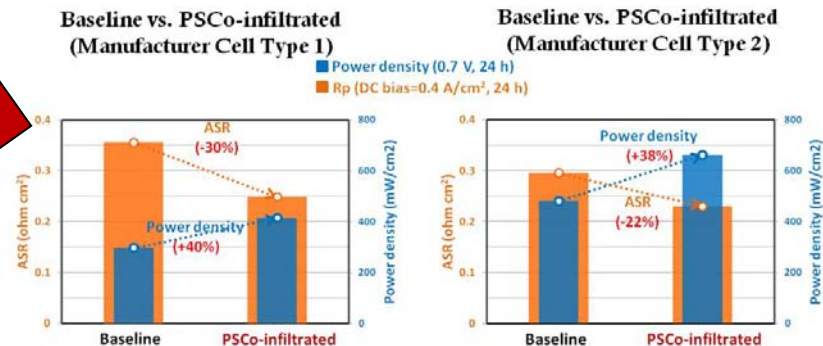 Baseline vs. PSCo-infiltrated
(Manufacturer Cell Type 1)
Baseline vs. PSCo-infiltrated
(Manufacturer Cell Type 2)
Power density (0.7 V, 24 h)
Rp (DC bias=0.4 A/cm², 24 h)
ASR (ohm cm²)
0.4
0.3
0.2
0.1
0
ASR
(-30%)
Power density
(+40%)
800
600
400
200
0
Power density (mW/cm2)
Baseline
PSCo-infiltrated
ASR (ohm cm²)
0.4
0.3
0.2
0.1
0
Power density
(+38%)
ASR
(-22%)
800
600
400
200
0
Power density (mW/cm2)
Baseline
PSCo-infiltrated